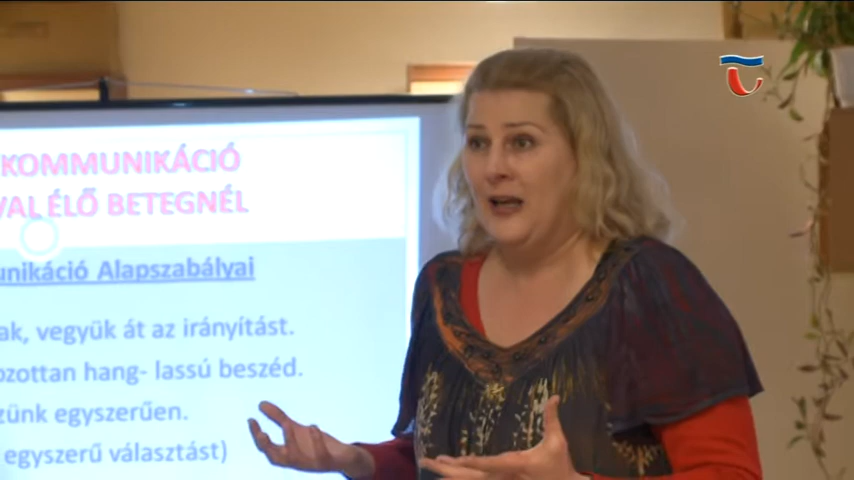 KOMMUNIKÁCIÓ
VAL ÉLŐ BETEGNÉL
unikáció Alapszabályai
ak, vegyük át az irányítást.
ozottan hang- lassú beszéd.
zünk egyszerűen.
egyszerű választást)